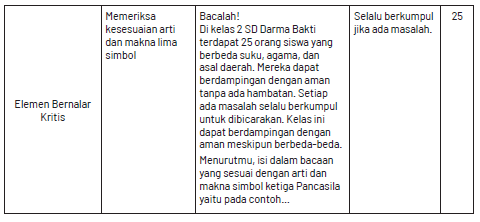 Elemen Bernalar
Kritis
Memeriksa
kesesuaian arti
dan makna lima
simbol
Bacalah!
Di kelas 2 SD Darma Bakti
terdapat 25 orang siswa yang
berbeda suku, agama, dan
asal daerah. Mereka dapat
berdampingan dengan aman
tanpa ada hambatan. Setiap
ada masalah selalu berkumpul
untuk dibicarakan. Kelas ini
dapat berdampingan dengan
aman meskipun berbeda-beda.
Menurutmu, isi dalam bacaan
yang sesuai dengan arti dan
makna simbol ketiga Pancasila
yaitu pada contoh...
Selalu berkumpul
jika ada masalah.
25